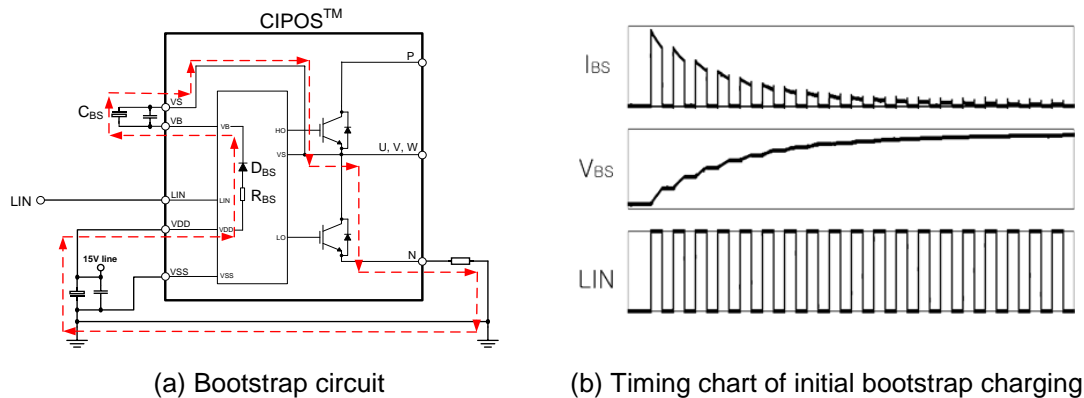 CIPOS™
P
CBS
VS
VB
VB
HO
DBS
VS
U, V, W
RBS
LIN
LIN
LIN
VDD
VDD
LO
15V line
N
VSS
VSS
(a) Bootstrap circuit
IBS
VBS
LIN
(b) Timing chart of initial bootstrap charging